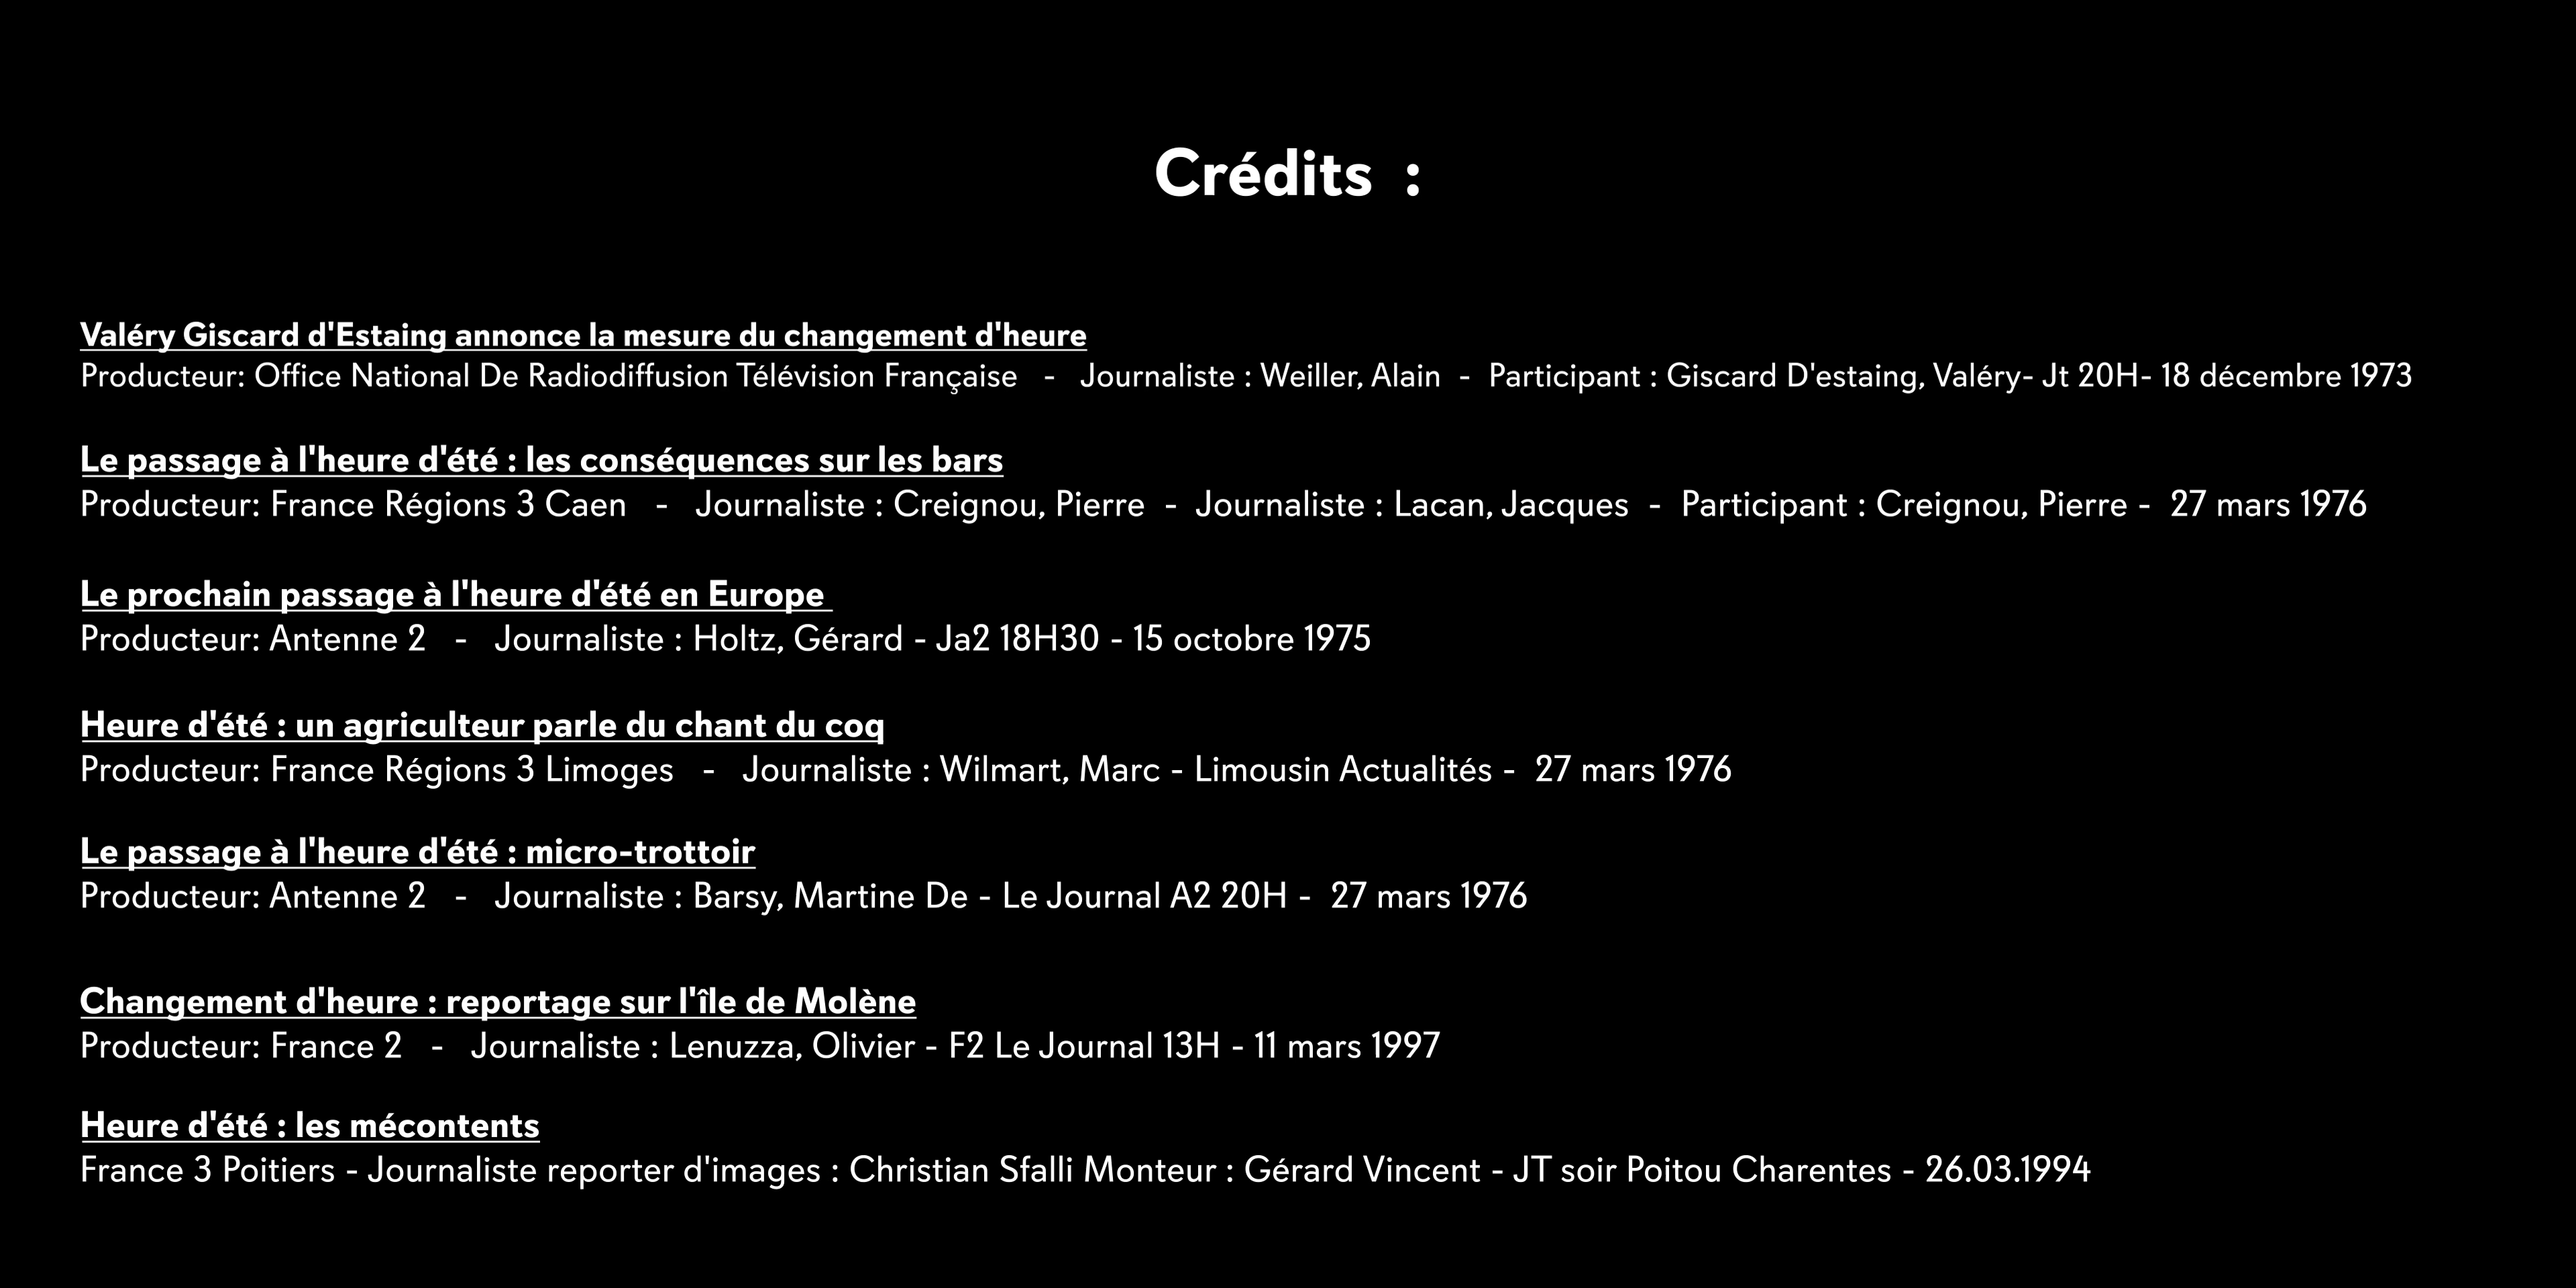 Crédits :
Valéry Giscard d'Estaing annonce la mesure du changement d'heure
Producteur: Office National De Radiodiffusion Télévision Française - Journaliste : Weiller, Alain - Participant : Giscard D'estaing, Valéry- Jt 20H- 18 décembre 1973
Le passage à l'heure d'été : les conséquences sur les bars
Producteur: France Régions 3 Caen - Journaliste : Creignou, Pierre - Journaliste : Lacan, Jacques - Participant : Creignou, Pierre - 27 mars 1976
Le prochain passage à l'heure d'été en Europe
Producteur: Antenne 2 - Journaliste : Holtz, Gérard - Ja2 18H30 - 15 octobre 1975
Heure d'été : un agriculteur parle du chant du coq
Producteur: France Régions 3 Limoges - Journaliste : Wilmart, Marc - Limousin Actualités - 27 mars 1976
Le passage à l'heure d'été : micro-trottoir
Producteur: Antenne 2 - Journaliste : Barsy, Martine De - Le Journal A2 20H - 27 mars 1976
Changement d'heure : reportage sur l'île de Molène
Producteur: France 2 - Journaliste : Lenuzza, Olivier - F2 Le Journal 13H - 11 mars 1997
Heure d'été : les mécontents
France 3 Poitiers - Journaliste reporter d'images : Christian Sfalli Monteur : Gérard Vincent - JT soir Poitou Charentes - 26.03.1994